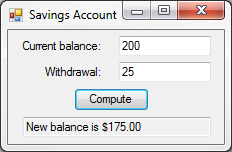 Savings Account
Current balance: 200
Withdrawal: 25
Compute
New balance is $175.00